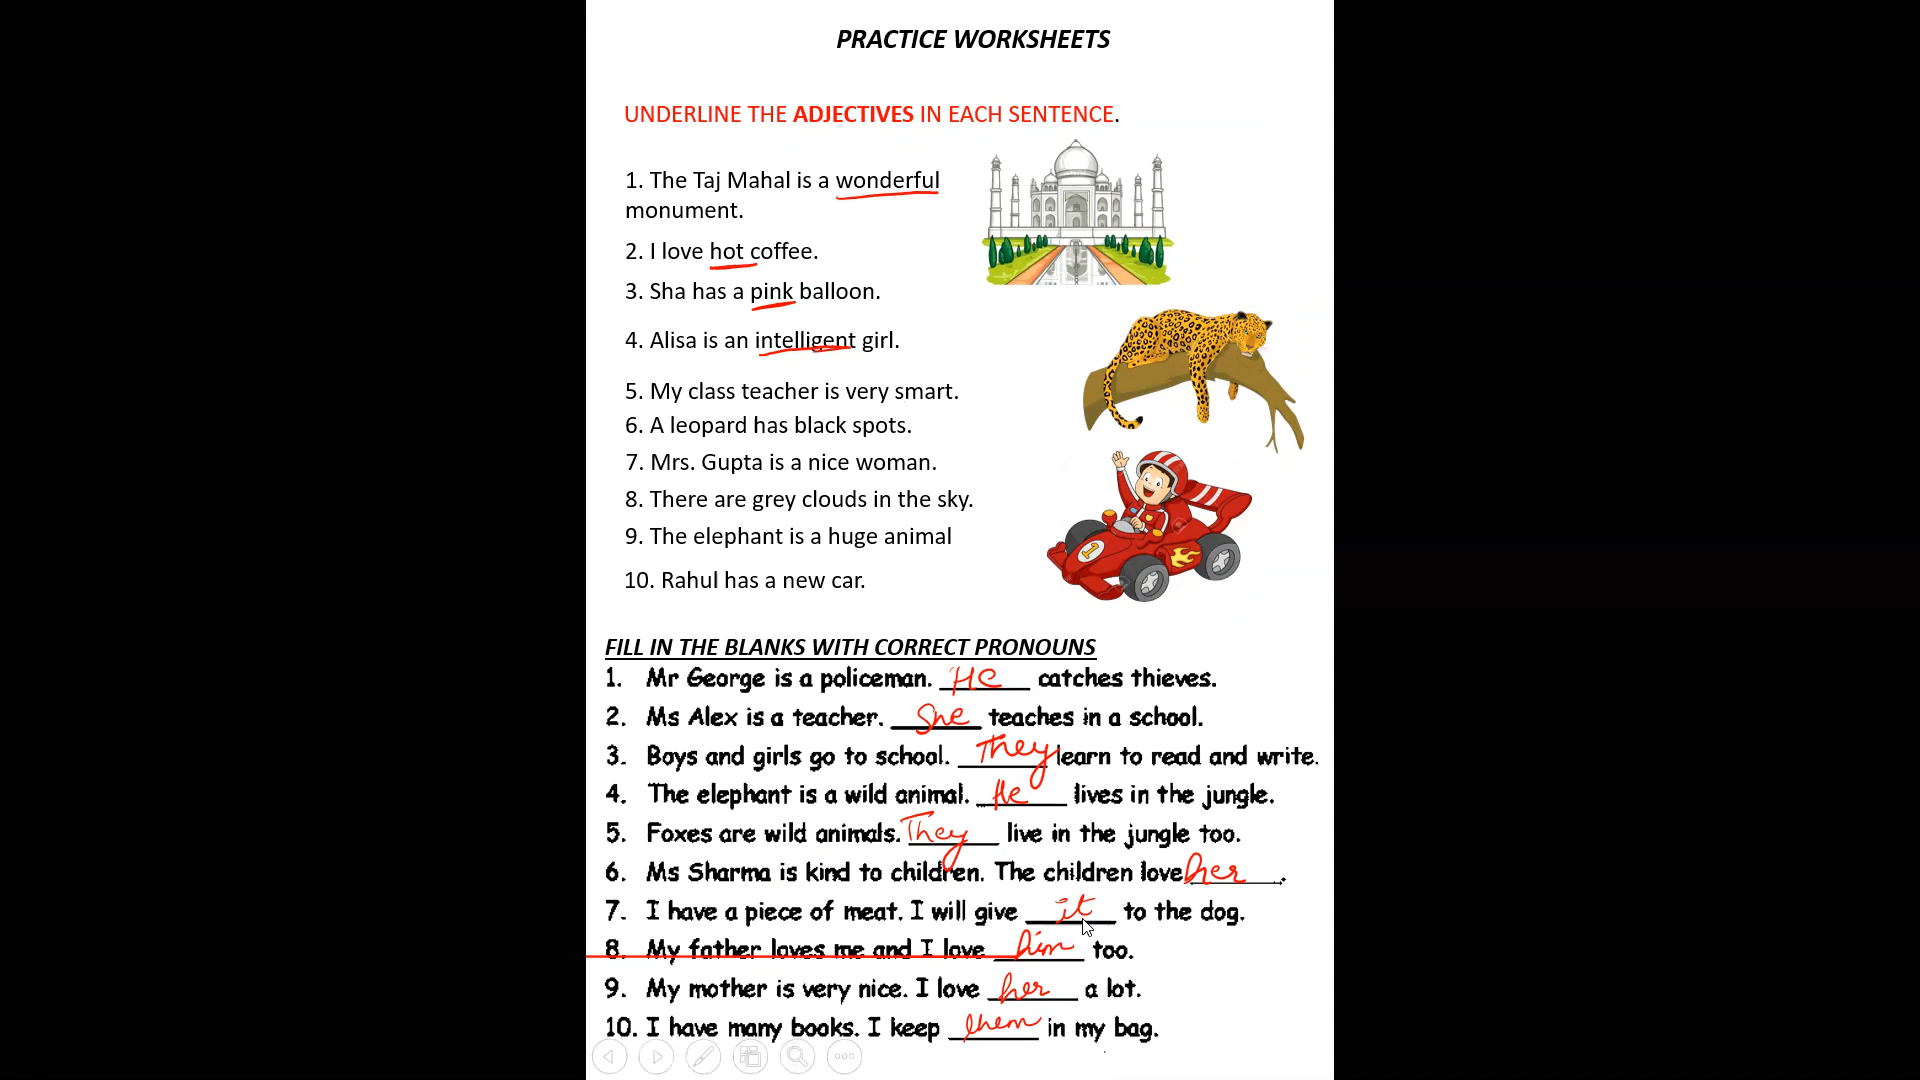 PRACTICE WORKSHEETS
UNDERLINE THE ADJECTIVES IN EACH SENTENCE.
1. The Taj Mahal is a wonderful
monument.
2. I love hot coffee.
3. Sha has a pink balloon.
4. Alisa is an intelligent girl.
5. My class teacher is very smart.
6. A leopard has black spots.
7. Mrs. Gupta is a nice woman.
8. There are grey clouds in the sky.
9. The elephant is a huge animal
10. Rahul has a new car.
1
FILL IN THE BLANKS WITH CORRECT PRONOUNS
1. Mr George is a policeman. He catches thieves.
2. Ms Alex is a teacher. She teaches in a school.
3. Boys and girls go to school. They learn to read and write.
4. The elephant is a wild animal. He lives in the jungle.
5. Foxes are wild animals. They live in the jungle too.
6. Ms Sharma is kind to children. The children love her.
7. I have a piece of meat. I will give it to the dog.
8. My father loves me and I love him too.
9. My mother is very nice. I love her a lot.
10. I have many books. I keep them in my bag.